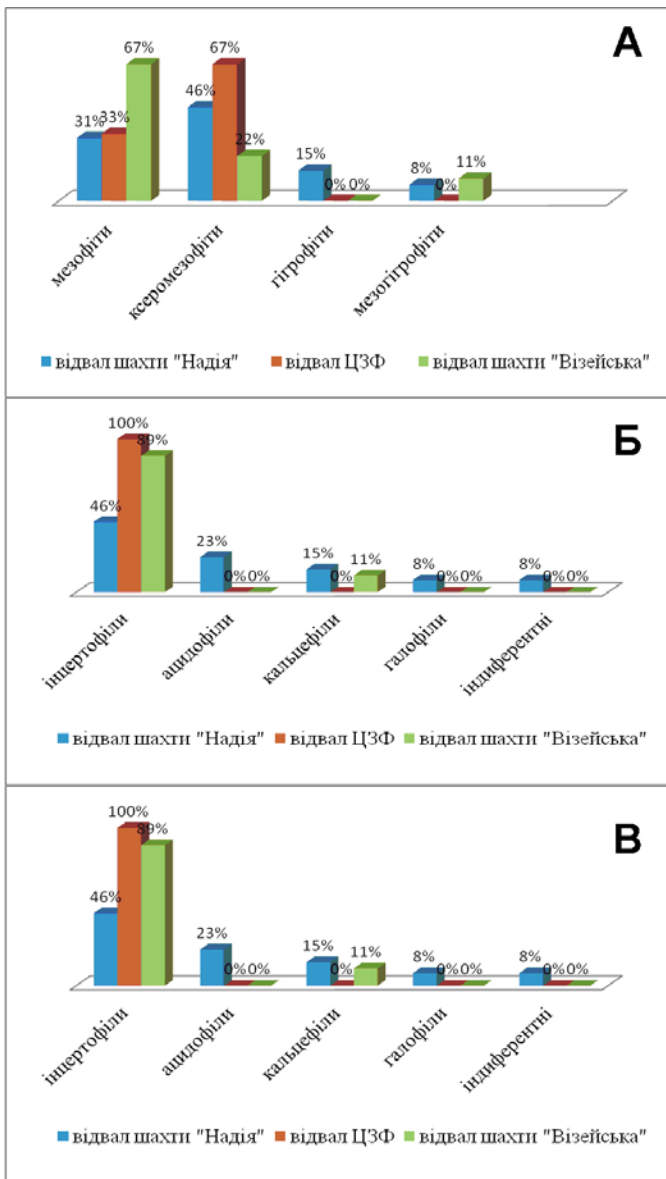 А
67%
67%
46%
31%
33%
22%
15%
0%
0%
8%
0%
11%
мезофіти
ксеромезофіти
гігрофіти
мезогігрофіти
відвал шахти "Надія" відвал ЦЗФ відвал шахти "Візейська"
Б
100%
89%
46%
23%
0%
0%
15%
0%
11%
8%
0%
0%
8%
0%
0%
інцертофіли
ацидофіли
кальцефіли
галофіли
індиферентні
відвал шахти "Надія" відвал ЦЗФ відвал шахти "Візейська"
В
100%
89%
46%
23%
0%
0%
15%
0%
11%
8%
0%
0%
8%
0%
0%
інцертофіли
ацидофіли
кальцефіли
галофіли
індиферентні
відвал шахти "Надія" відвал ЦЗФ відвал шахти "Візейська"